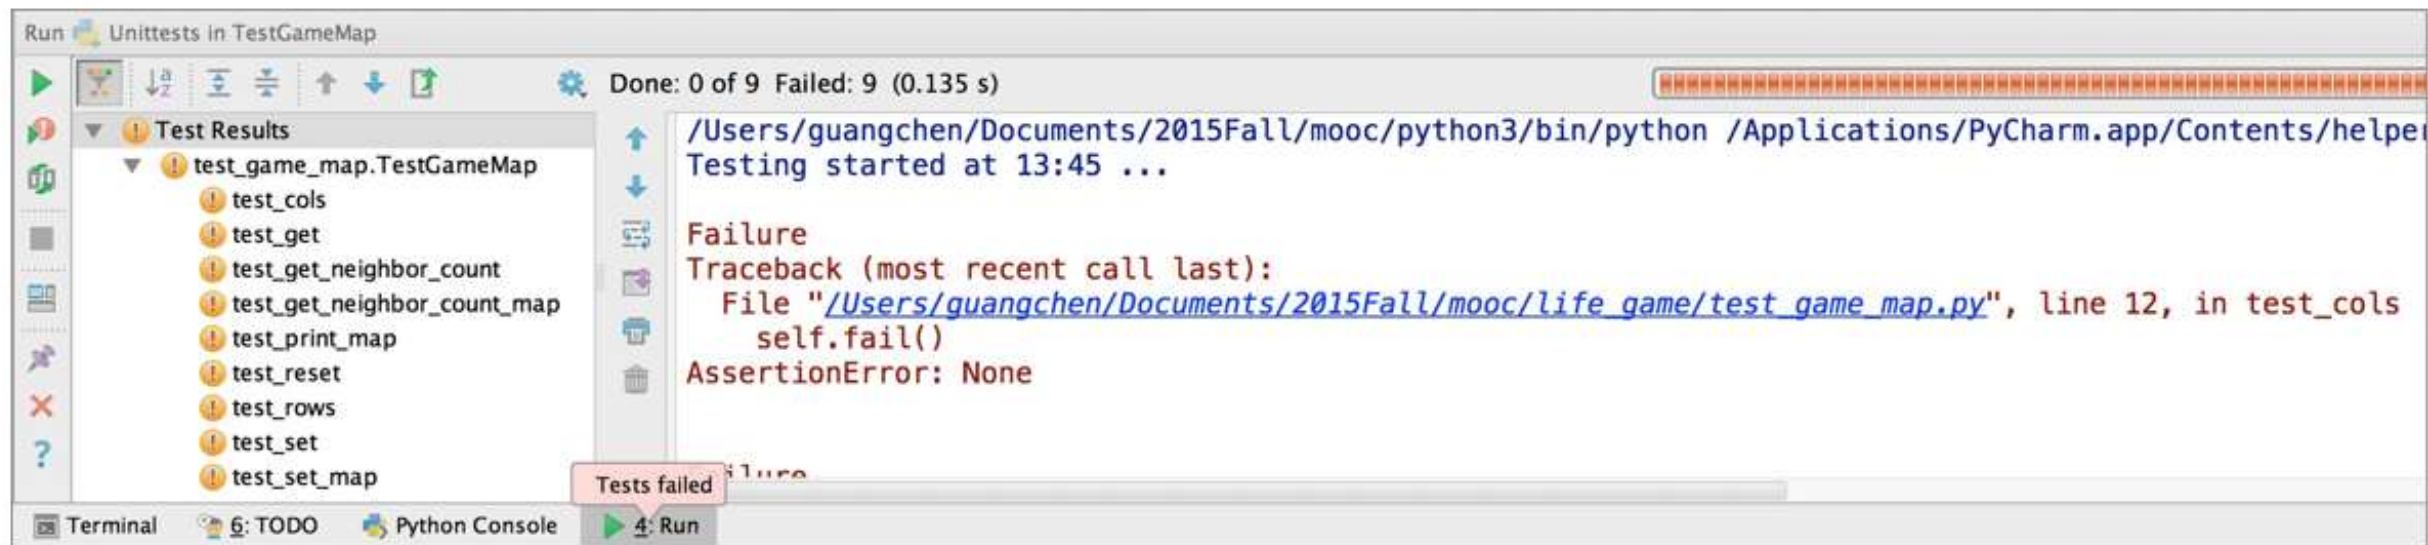 Run Unittests in TestGameMap
Done: 0 of 9 Failed: 9 (0.135 s)
Test Results
test_game_map.TestGameMap
test_cols
test_get
test_get_neighbor_count
test_get_neighbor_count_map
test_print_map
test_reset
test_rows
test_set
test_set_map
/Users/guangchen/Documents/2015Fall/mooc/python3/bin/python /Applications/PyCharm.app/Contents/helper
Testing started at 13:45 ...
Failure
Traceback (most recent call last):
File "/Users/guangchen/Documents/2015Fall/mooc/life_game/test_game_map.py", line 12, in test_cols
self.fail()
AssertionError: None
Tests failed
Terminal 6: TODO Python Console 4: Run